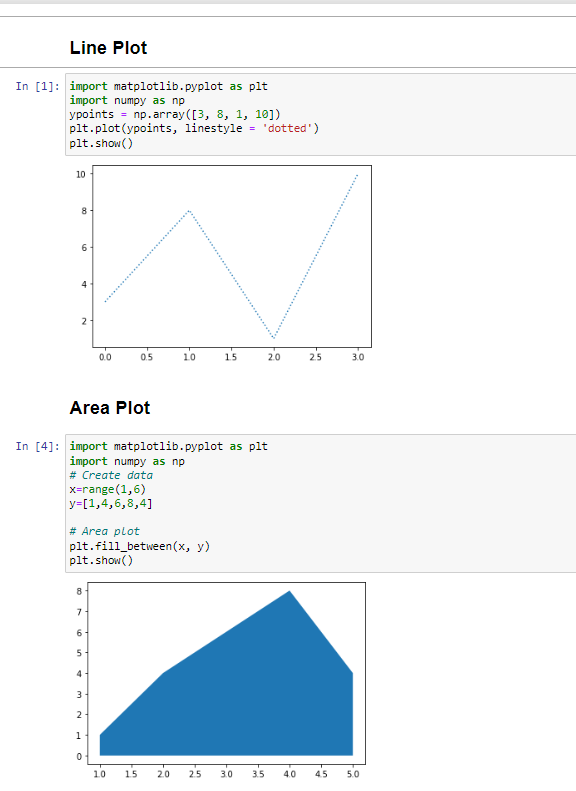 Line Plot
In [1]: import matplotlib.pyplot as plt
import numpy as np
ypoints = np.array([3, 8, 1, 10])
plt.plot(ypoints, linestyle = 'dotted')
plt.show()
10
8
6
4
2
0.0 0.5 1.0 1.5 2.0 2.5 3.0
Area Plot
In [4]: import matplotlib.pyplot as plt
import numpy as np
# Create data
x=range(1,6)
y=[1,4,6,8,4]
# Area plot
plt.fill_between(x, y)
plt.show()
8
7
6
5
4
3
2
1
0
1.0 1.5 2.0 2.5 3.0 3.5 4.0 4.5 5.0